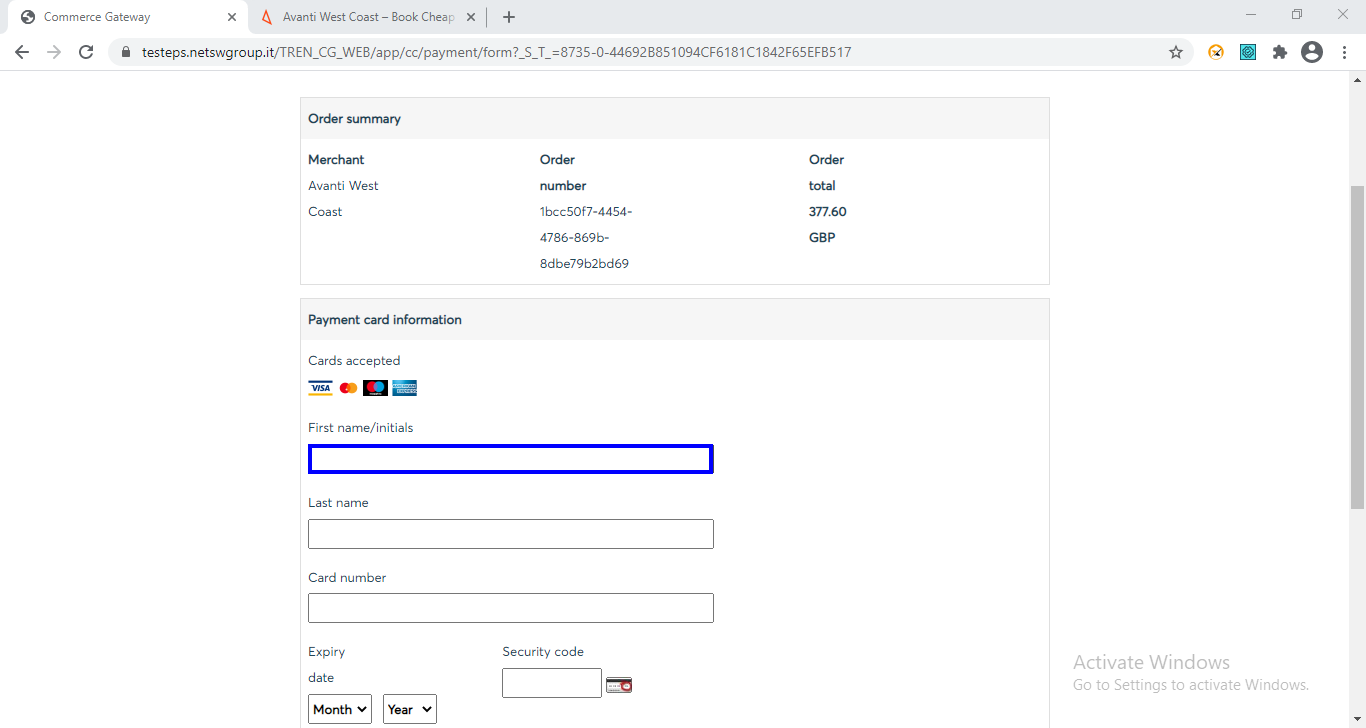 Commerce Gateway
Avanti West Coast – Book Cheap
testeps.netswgroup.it/TREN_CG_WEB/app/cc/payment/form?_S_T_=8735-0-44692B851094CF6181C1842F65EFB517
Order summary
Merchant
Avanti West
Coast
Order
number
1bcc50f7-4454-
4786-869b-
8dbe79b2bd69
Order
total
377.60
GBP
Payment card information
Cards accepted
VISA
First name/initials
Last name
Card number
Expiry
date
Security code
Month
Year
Activate Windows
Go to Settings to activate Windows.